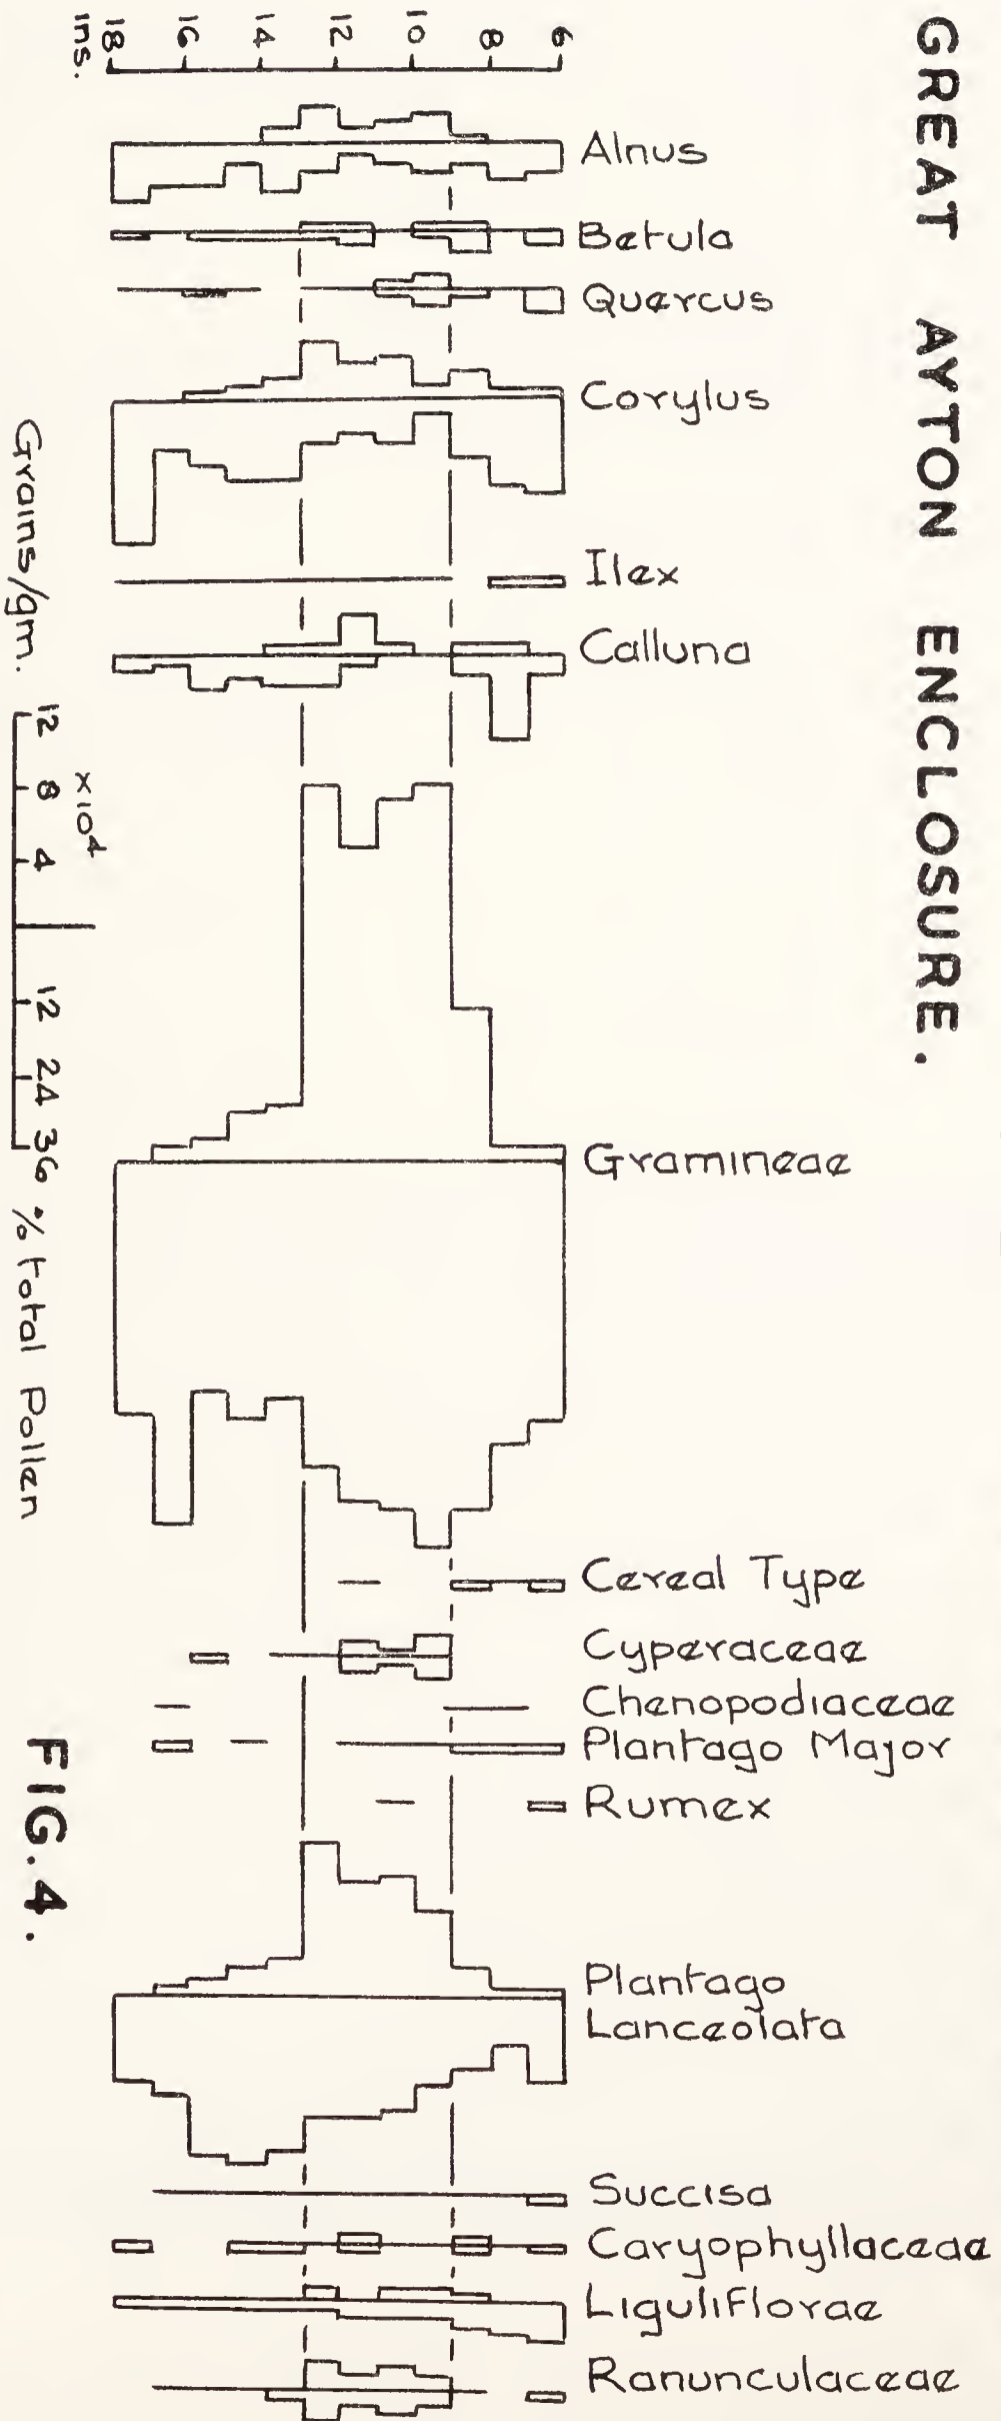 GREAT AYTON ENCLOSURE.
Alnus
Betula
Quercus
Corylus
Ilex
Calluna
Gramineae
Cereal Type
Cyperaceae
Chenopodiaceae
Plantago Major
Rumex
Plantago
Lanceolata
Succisa
Caryophyllaceae
Liguliflorae
Ranunculaceae
6
8
10
12
14
16
18
ins.
×10⁴
Grains/gm. 12 8 4 12 24 36 % total Pollen
FIG.4.